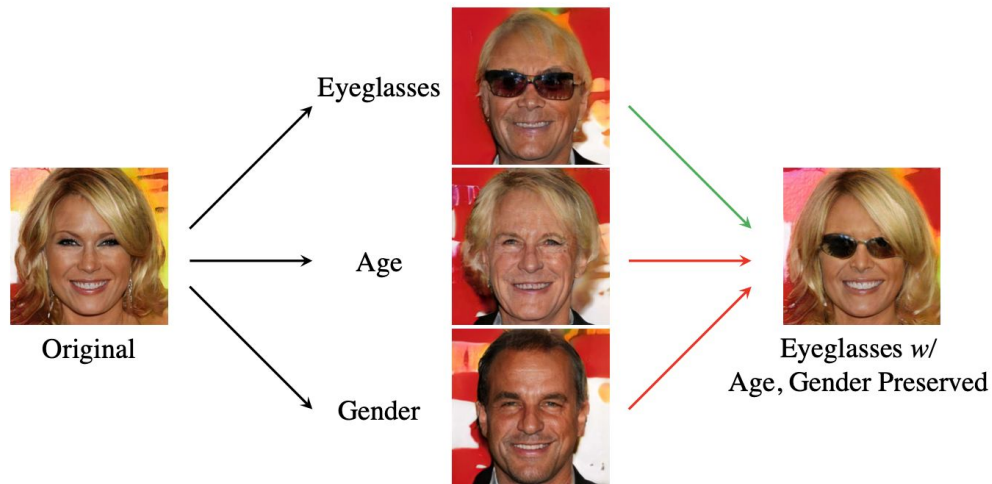 Eyeglasses
Age
Original
Gender
Eyeglasses w/
Age, Gender Preserved